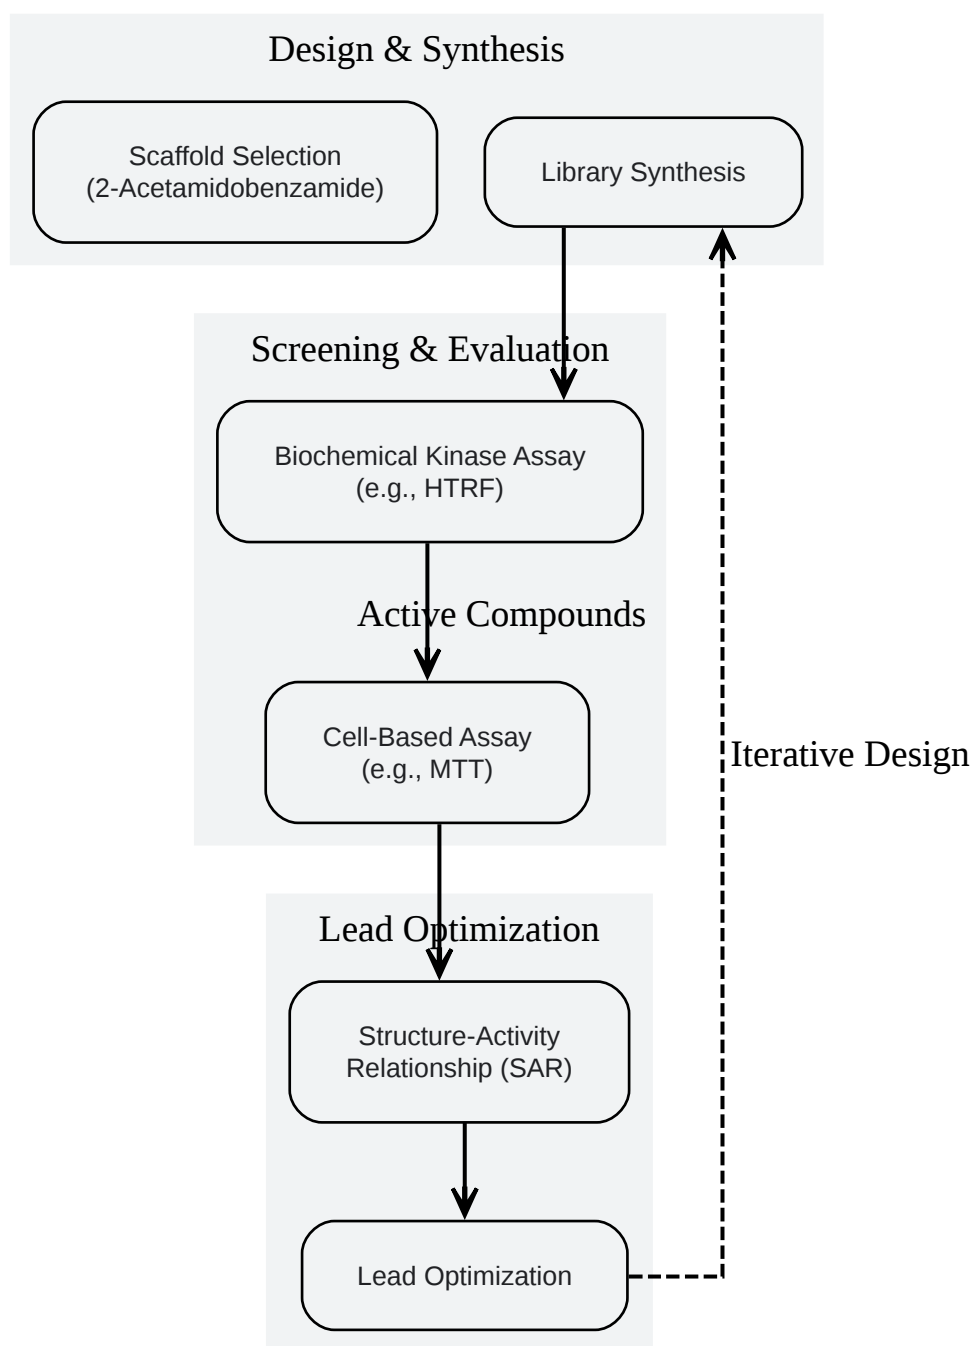 Design & Synthesis
Scaffold Selection
(2-Acetamidobenzamide)
Library Synthesis
Screening & Evaluation
Biochemical Kinase Assay
(e.g., HTRF)
Active Compounds
Cell-Based Assay
(e.g., MTT)
Iterative Design
Lead Optimization
Structure-Activity
Relationship (SAR)
Lead Optimization